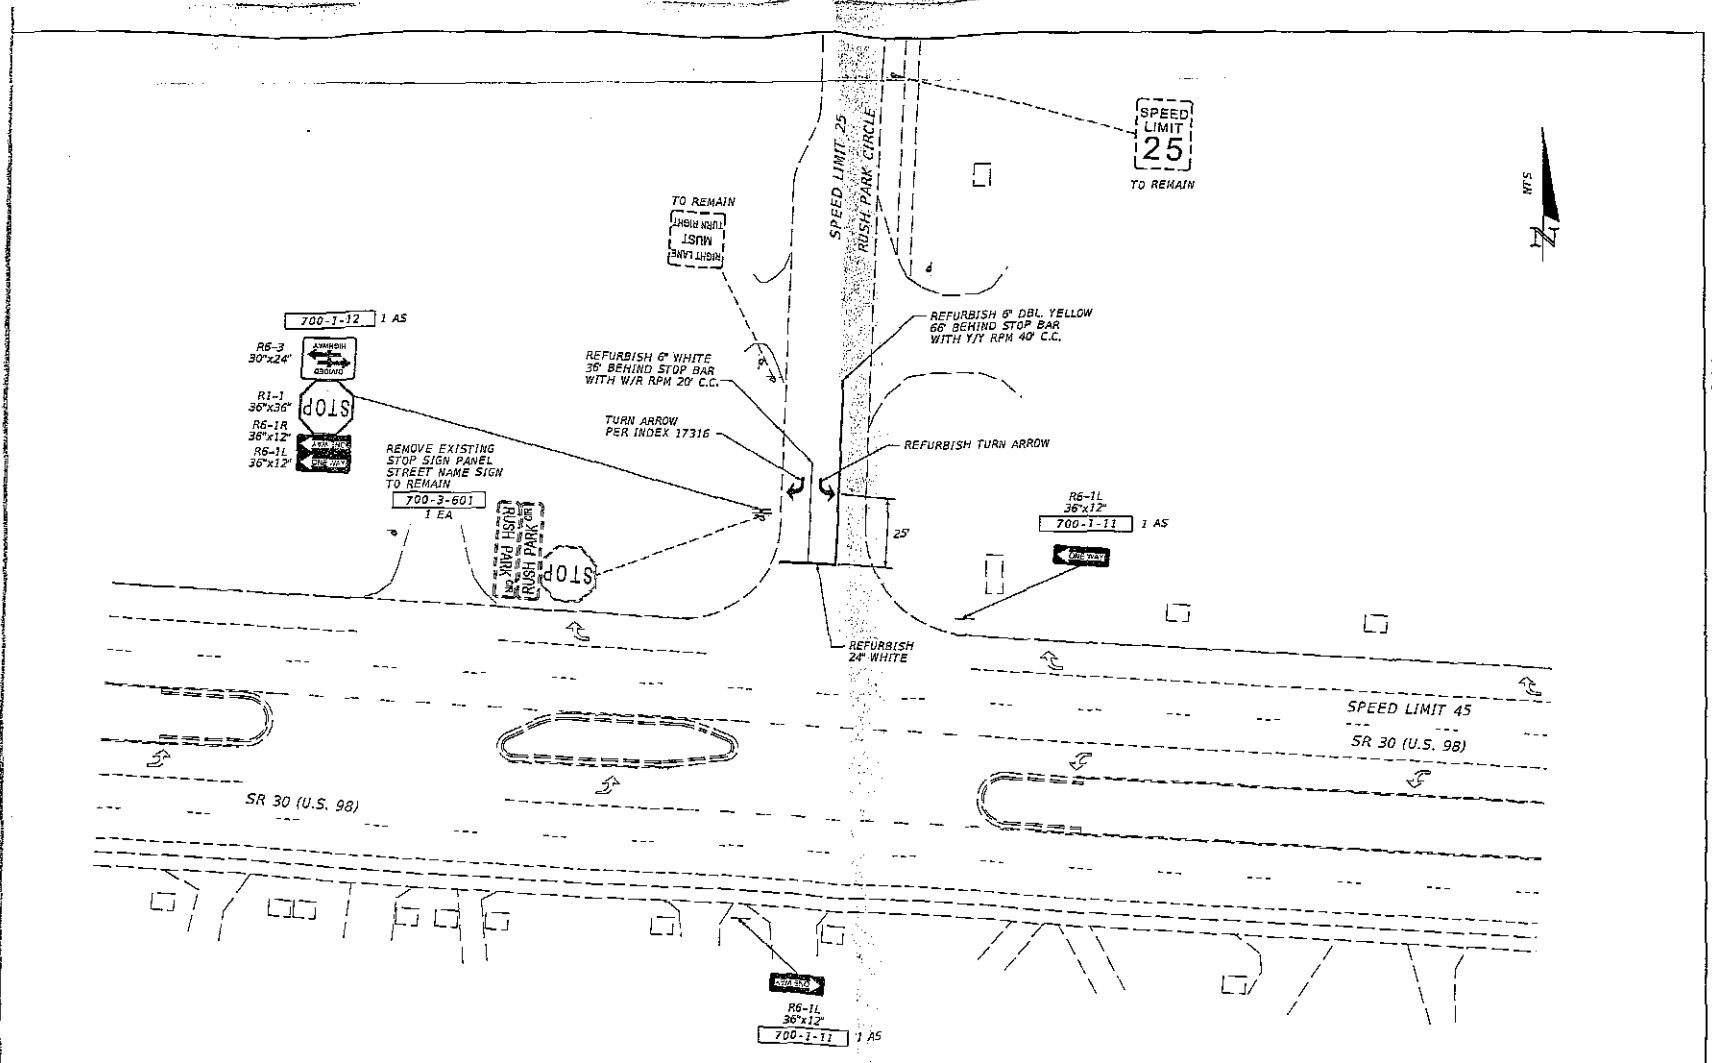 SPEED
LIMIT
25
TO REMAIN
NTS
N
SPEED LIMIT 25
RUSH PARK CIRCLE
TO REMAIN
RIGHT LANE
MUST
TURN RIGHT
700-1-12 1 AS
R6-3
30"x24"
DIVIDED
HIGHWAY
R1-1
36"x36"
STOP
R6-1R
36"x12"
ONE WAY
R6-1L
36"x12"
ONE WAY
REFURBISH 6" DBL. YELLOW
66' BEHIND STOP BAR
WITH Y/Y RPM 40' C.C.
REFURBISH 6" WHITE
36' BEHIND STOP BAR
WITH W/R RPM 20' C.C.
TURN ARROW
PER INDEX 17316
REFURBISH TURN ARROW
REMOVE EXISTING
STOP SIGN PANEL
STREET NAME SIGN
TO REMAIN
700-3-601
1 EA
RUSH PARK CIR
RUSH PARK
STOP
25'
R6-1L
36"x12"
700-1-11 1 AS
ONE WAY
REFURBISH
24" WHITE
SPEED LIMIT 45
SR 30 (U.S. 98)
SR 30 (U.S. 98)
ONE WAY
R6-1L
36"x12"
700-1-11 1 AS